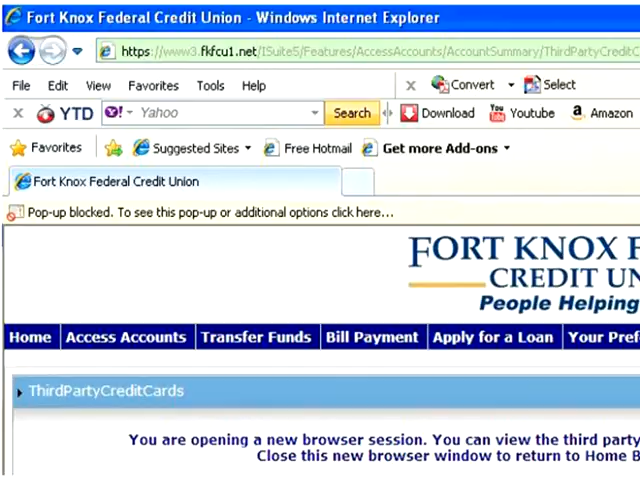 Fort Knox Federal Credit Union - Windows Internet Explorer
https://www3.fkfcu1.net/ISuite5/Features/AccessAccounts/AccountSummary/ThirdPartyCreditC
File Edit View Favorites Tools Help x Convert Select
x YTD Y! Yahoo Search Download Youtube Amazon
Favorites Suggested Sites Free Hotmail Get more Add-ons
Fort Knox Federal Credit Union
Pop-up blocked. To see this pop-up or additional options click here...
FORT KNOX F
CREDIT UN
People Helping
Home Access Accounts Transfer Funds Bill Payment Apply for a Loan Your Pref
ThirdPartyCreditCards
You are opening a new browser session. You can view the third party
Close this new browser window to return to Home B